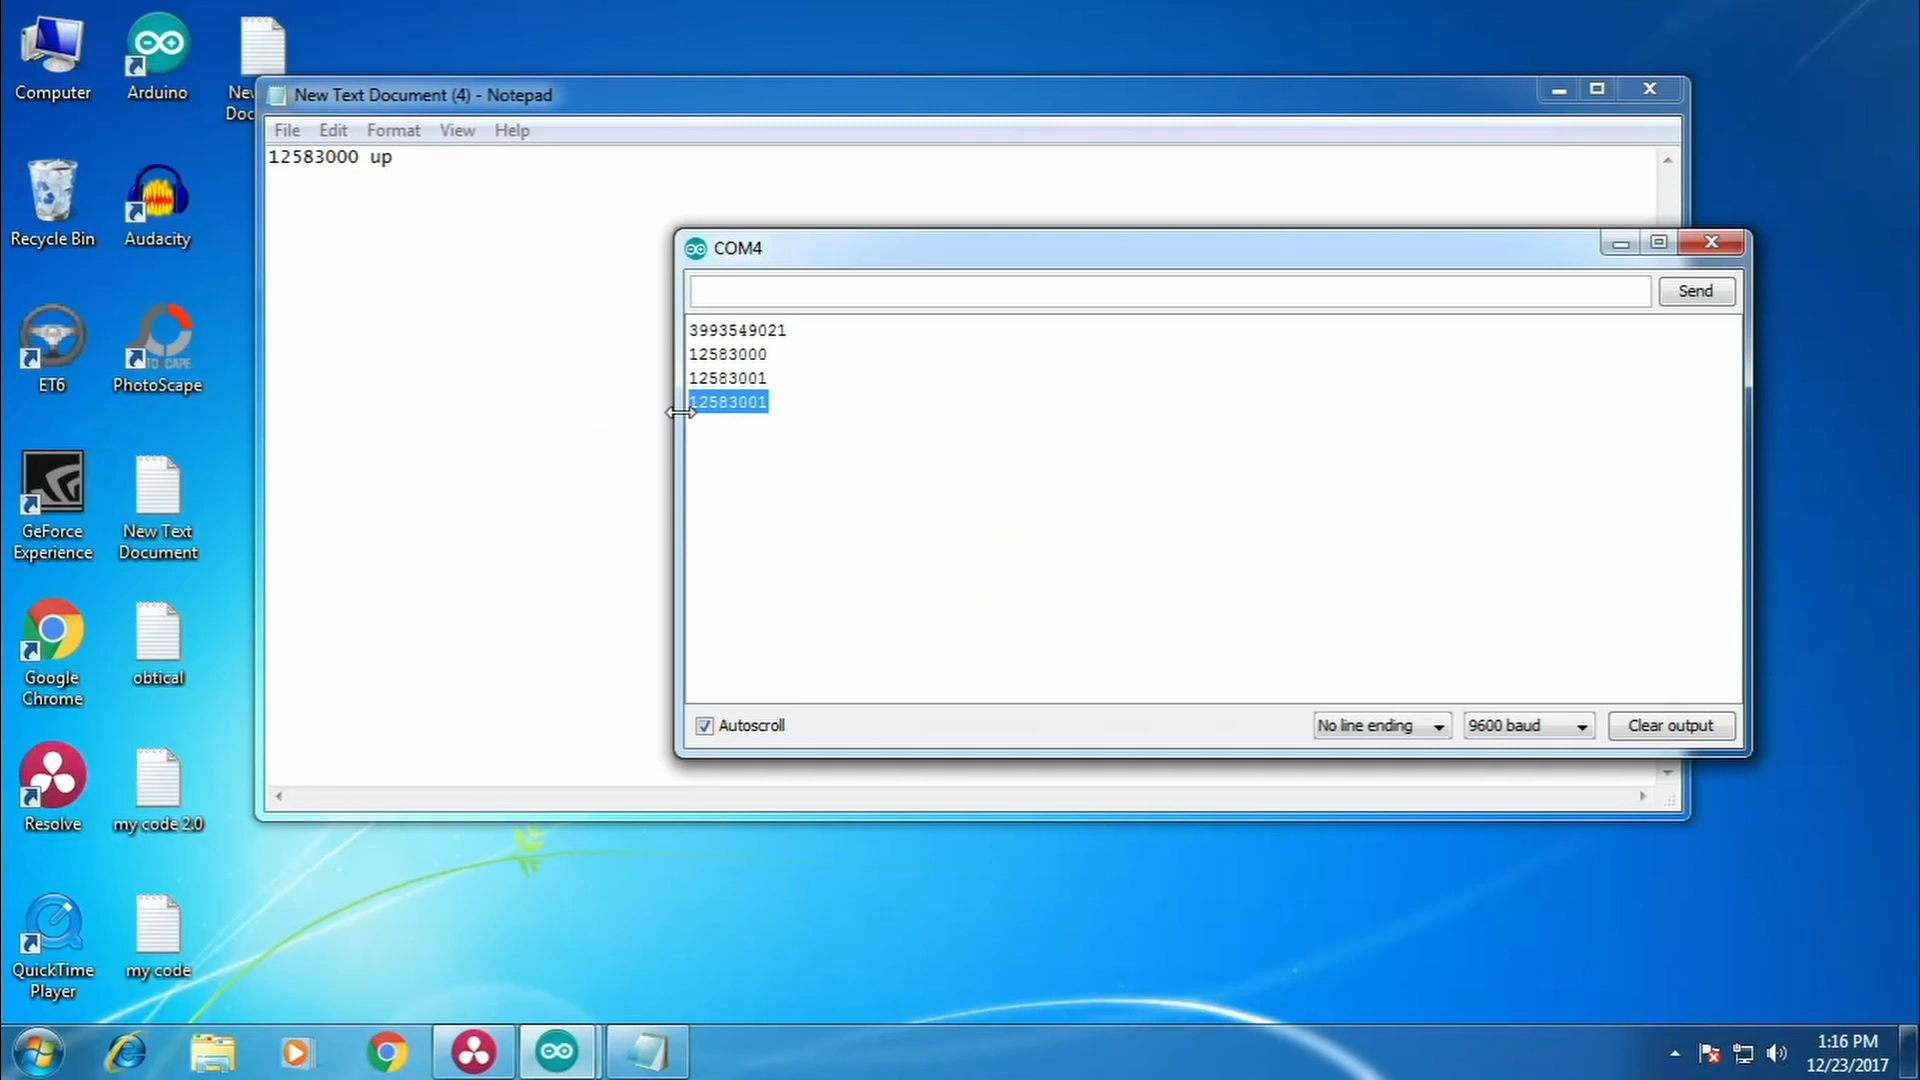 Computer
Arduino
New
Doc
Recycle Bin
Audacity
ET6
PhotoScape
GeForce
Experience
New Text
Document
Google
Chrome
obtical
Resolve
my code 2.0
QuickTime
Player
my code
New Text Document (4) - Notepad
File Edit Format View Help
12583000 up
COM4
Send
3993549021
12583000
12583001
12583001
Autoscroll
No line ending
9600 baud
Clear output
1:16 PM
12/23/2017